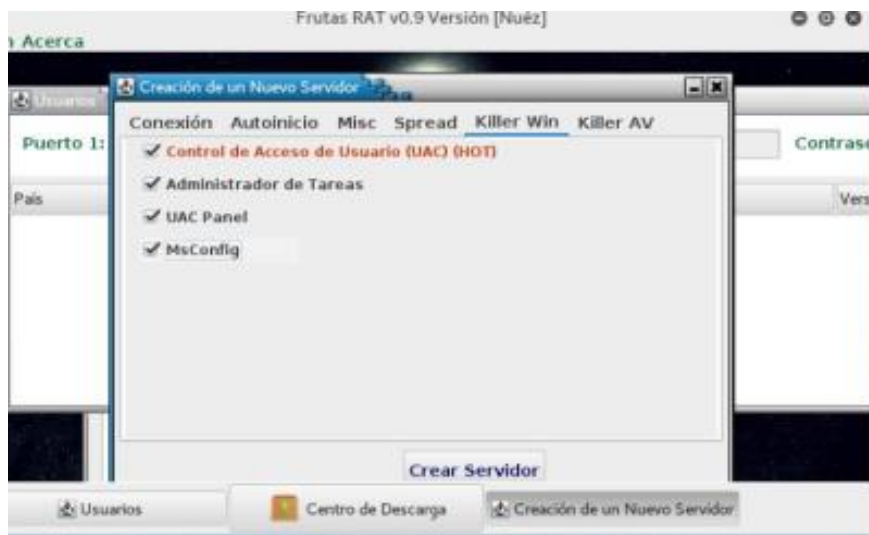 Frutas RAT v0.9 Versión [Nuéz]
Acerca
Creación de un Nuevo Servidor
Usuarios
Conexión Autoinicio Misc Spread Killer Win Killer AV
Puerto 1:
Control de Acceso de Usuario (UAC) (HOT)
Administrador de Tareas
País
UAC Panel
MsConfig
Crear Servidor
Usuarios
Centro de Descarga
Creación de un Nuevo Servidor